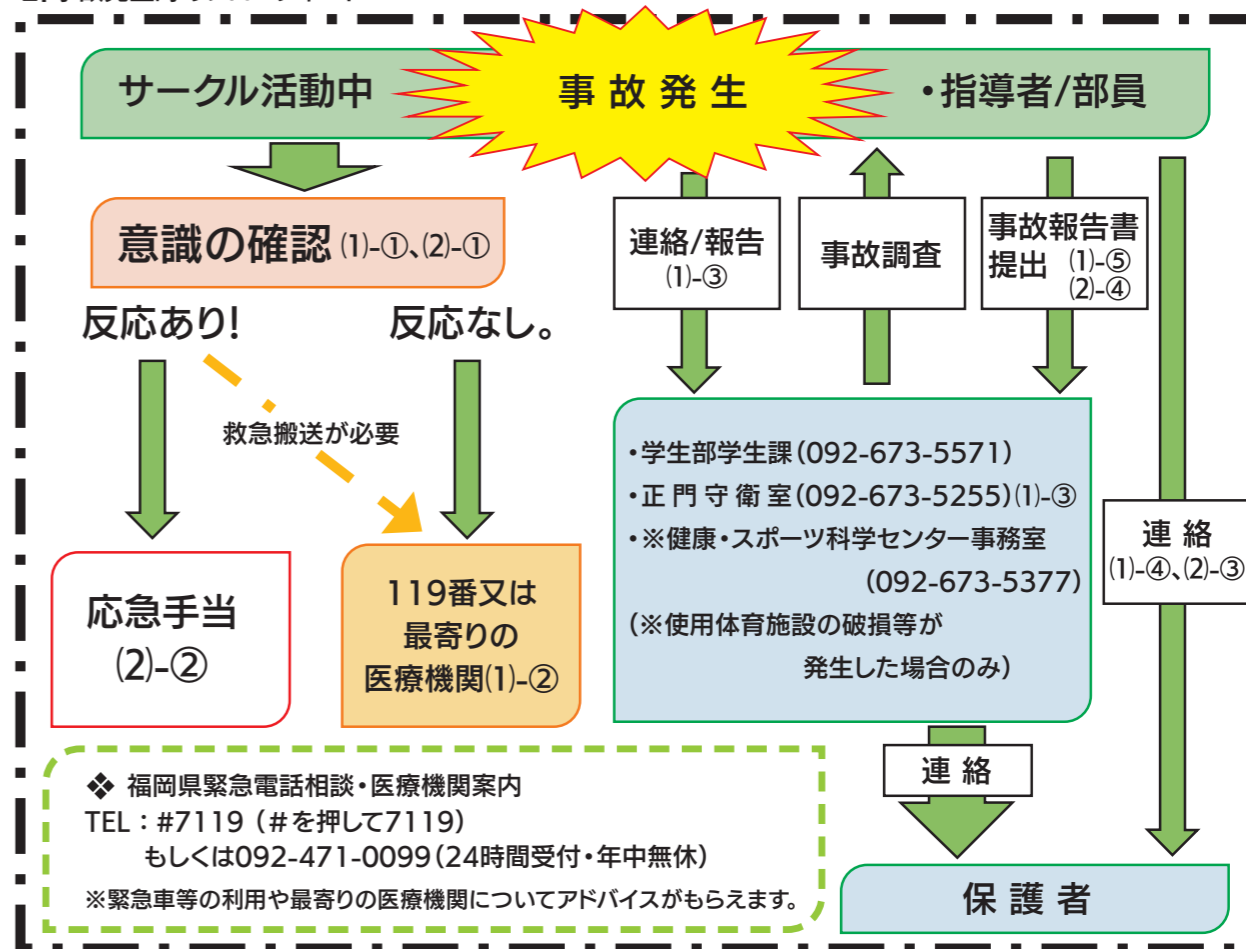 サークル活動中
事故発生
・指導者/部員
意識の確認 ⑴-①、⑵-①
反応あり!
反応なし。
救急搬送が必要
応急手当
⑵-②
119番又は
最寄りの
医療機関⑴-②
連絡/報告
⑴-③
事故調査
事故報告書
提出 ⑴-⑤
⑵-④
・学生部学生課(092-673-5571)
・正門守衛室(092-673-5255)⑴-③
・※健康・スポーツ科学センター事務室
(092-673-5377)
(※使用体育施設の破損等が
発生した場合のみ)
連絡
⑴-④、⑵-③
連絡
保護者
❖ 福岡県緊急電話相談・医療機関案内
TEL：#7119（#を押して7119）
もしくは092-471-0099(24時間受付・年中無休)
※緊急車等の利用や最寄りの医療機関についてアドバイスがもらえます。